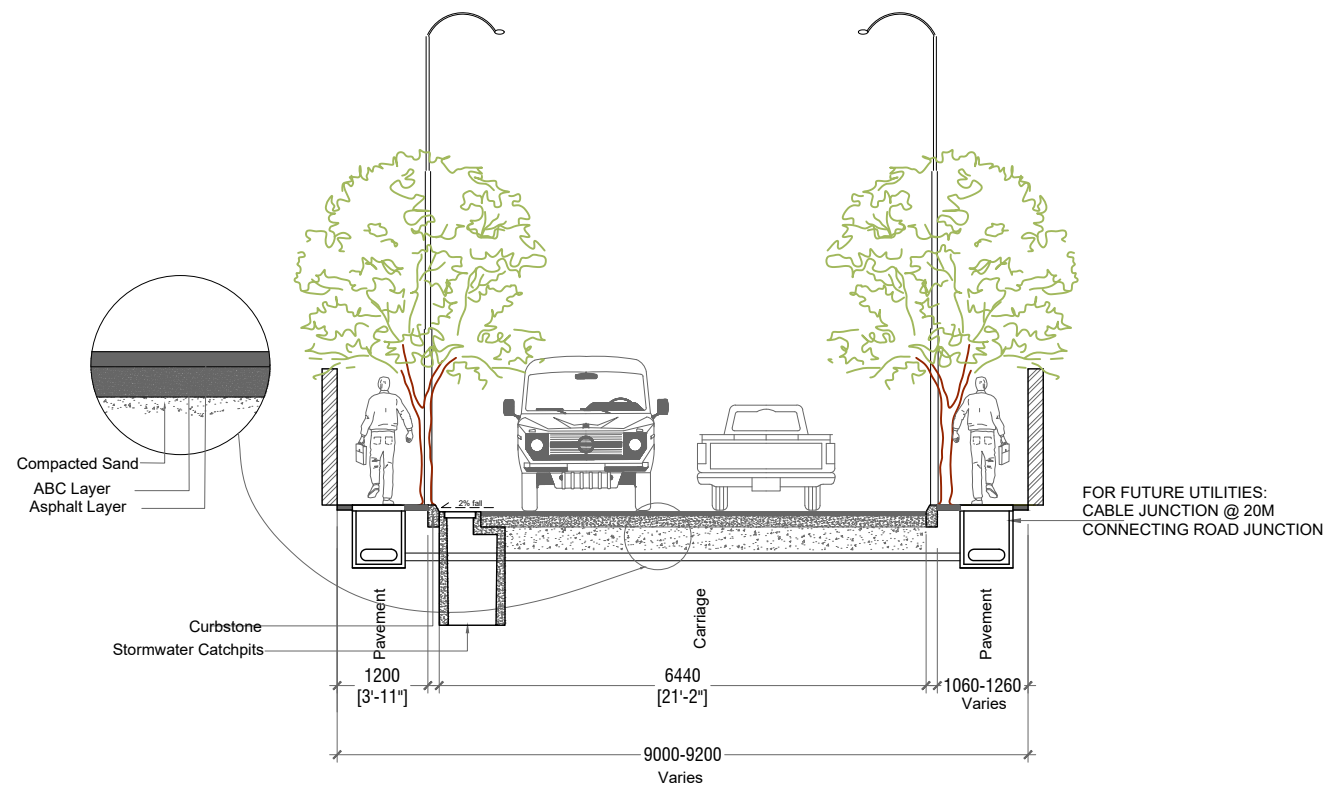 2% fall
Compacted Sand
ABC Layer
Asphalt Layer
FOR FUTURE UTILITIES:
CABLE JUNCTION @ 20M
CONNECTING ROAD JUNCTION
Curbstone
Stormwater Catchpits
Pavement
Carriage
Pavement
1200
[3'-11"]
6440
[21'-2"]
1060-1260
Varies
9000-9200
Varies